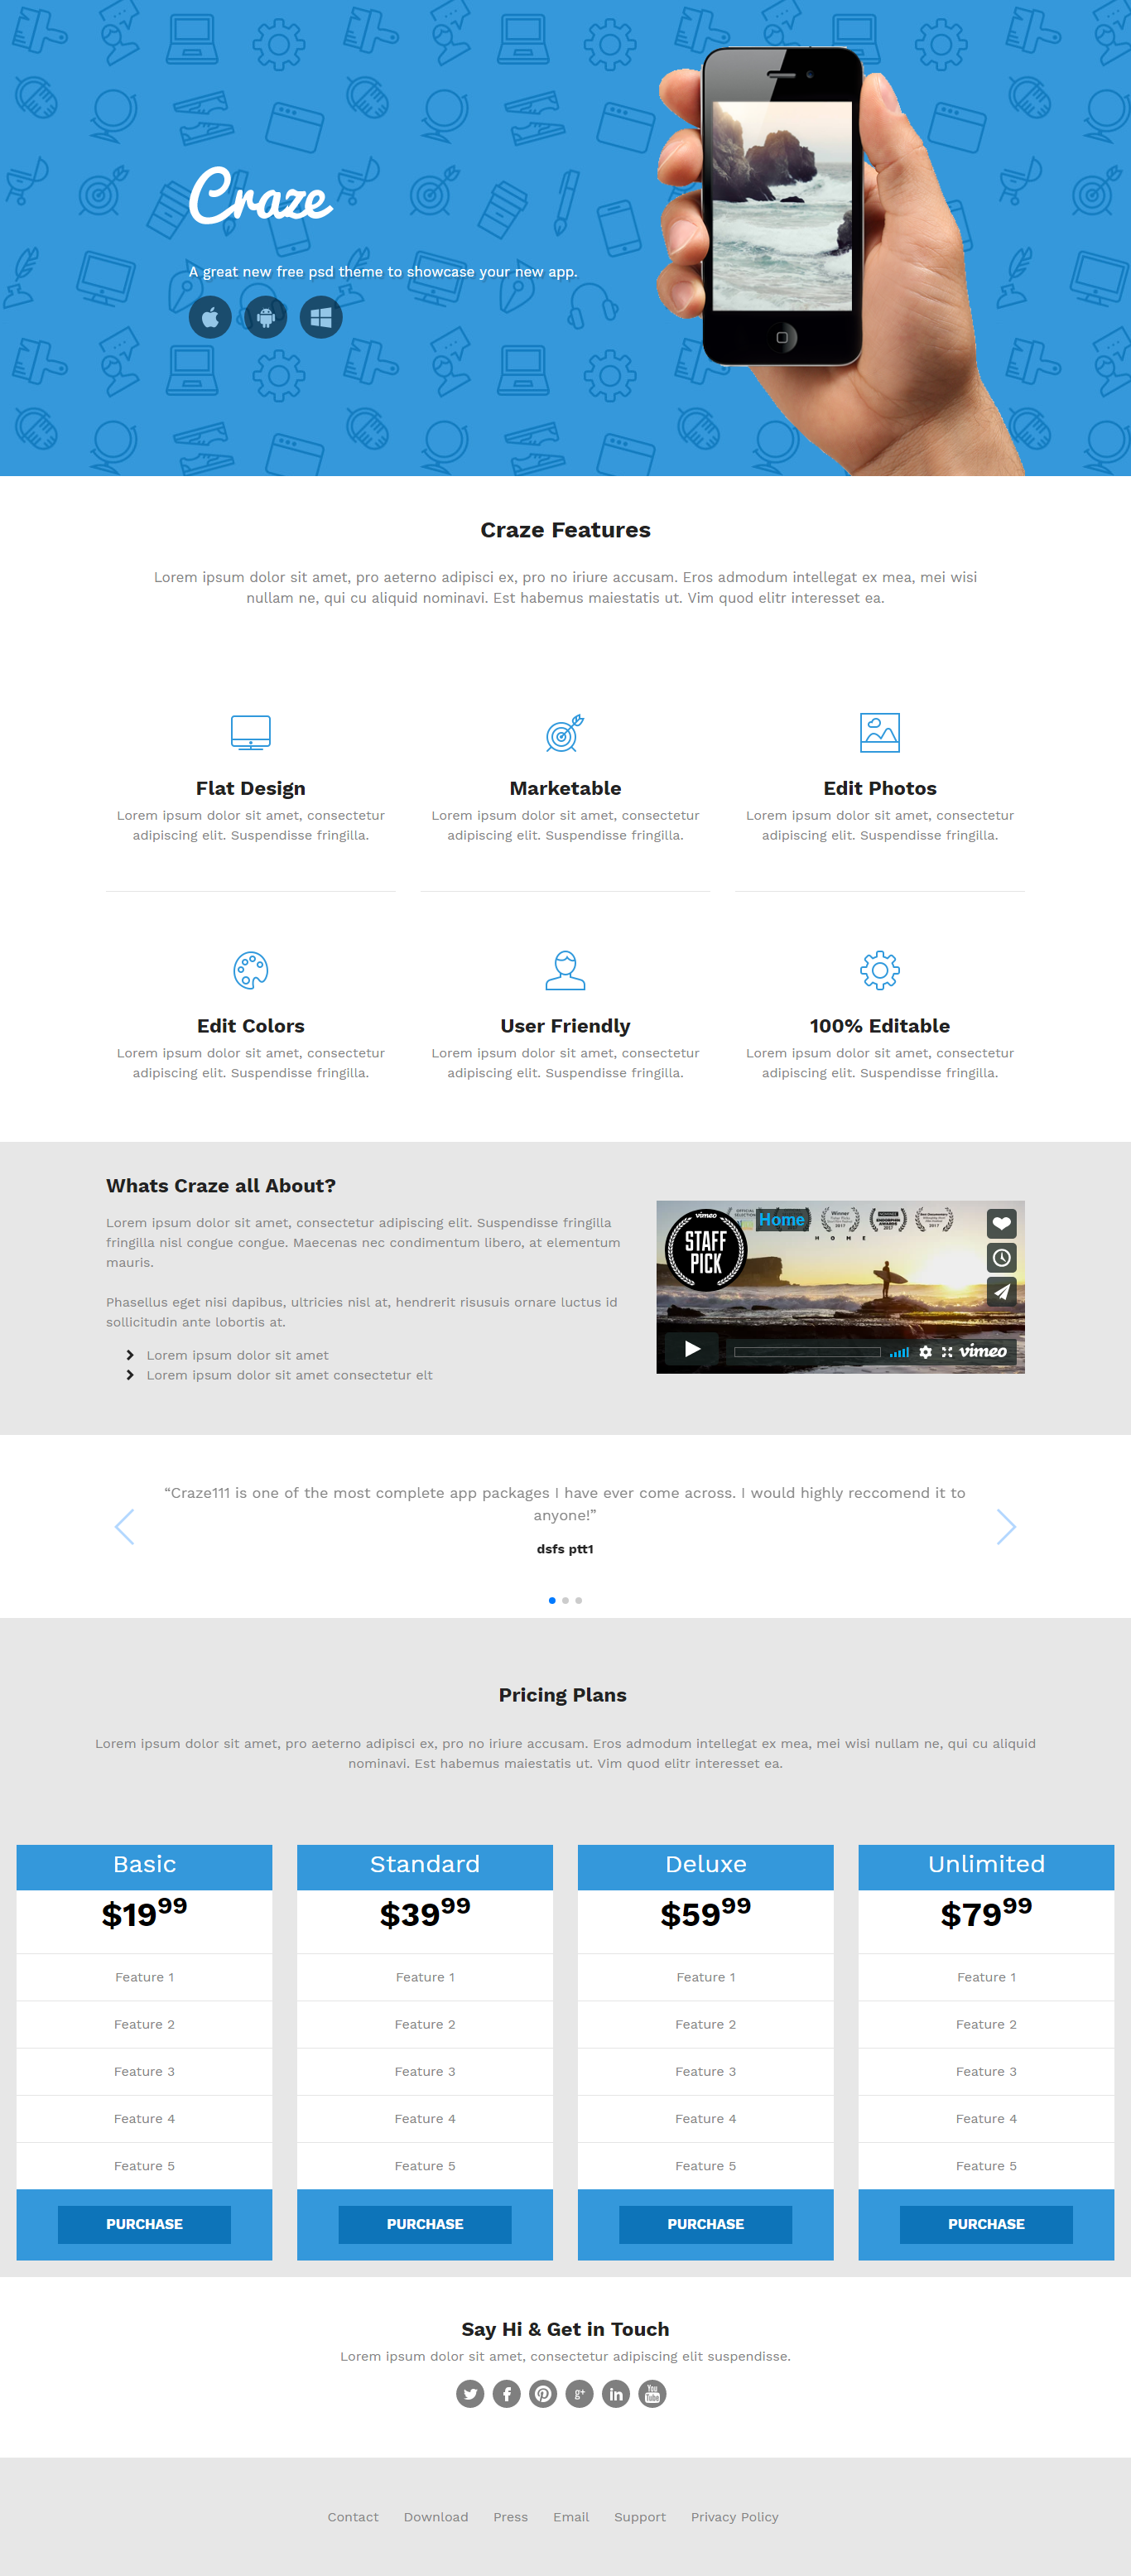 Craze
A great new free psd theme to showcase your new app.
Craze Features
Lorem ipsum dolor sit amet, pro aeterno adipisci ex, pro no iriure accusam. Eros admodum intellegat ex mea, mei wisi
nullam ne, qui cu aliquid nominavi. Est habemus maiestatis ut. Vim quod elitr interesset ea.
Flat Design
Lorem ipsum dolor sit amet, consectetur
adipiscing elit. Suspendisse fringilla.
Marketable
Lorem ipsum dolor sit amet, consectetur
adipiscing elit. Suspendisse fringilla.
Edit Photos
Lorem ipsum dolor sit amet, consectetur
adipiscing elit. Suspendisse fringilla.
Edit Colors
Lorem ipsum dolor sit amet, consectetur
adipiscing elit. Suspendisse fringilla.
User Friendly
Lorem ipsum dolor sit amet, consectetur
adipiscing elit. Suspendisse fringilla.
100% Editable
Lorem ipsum dolor sit amet, consectetur
adipiscing elit. Suspendisse fringilla.
Whats Craze all About?
Lorem ipsum dolor sit amet, consectetur adipiscing elit. Suspendisse fringilla
fringilla nisl congue congue. Maecenas nec condimentum libero, at elementum
mauris.
Phasellus eget nisi dapibus, ultricies nisl at, hendrerit risusuis ornare luctus id
sollicitudin ante lobortis at.
Lorem ipsum dolor sit amet
Lorem ipsum dolor sit amet consectetur elt
vimeo
STAFF
PICK
Home
Winner
2017
2017
2017
HOME
vimeo
“Craze111 is one of the most complete app packages I have ever come across. I would highly reccomend it to
anyone!”
dsfs ptt1
Pricing Plans
Lorem ipsum dolor sit amet, pro aeterno adipisci ex, pro no iriure accusam. Eros admodum intellegat ex mea, mei wisi nullam ne, qui cu aliquid
nominavi. Est habemus maiestatis ut. Vim quod elitr interesset ea.
Basic
$1999
Feature 1
Feature 2
Feature 3
Feature 4
Feature 5
PURCHASE
Standard
$3999
Feature 1
Feature 2
Feature 3
Feature 4
Feature 5
PURCHASE
Deluxe
$5999
Feature 1
Feature 2
Feature 3
Feature 4
Feature 5
PURCHASE
Unlimited
$7999
Feature 1
Feature 2
Feature 3
Feature 4
Feature 5
PURCHASE
Say Hi & Get in Touch
Lorem ipsum dolor sit amet, consectetur adipiscing elit suspendisse.
g+
in
You
Tube
Contact
Download
Press
Email
Support
Privacy Policy